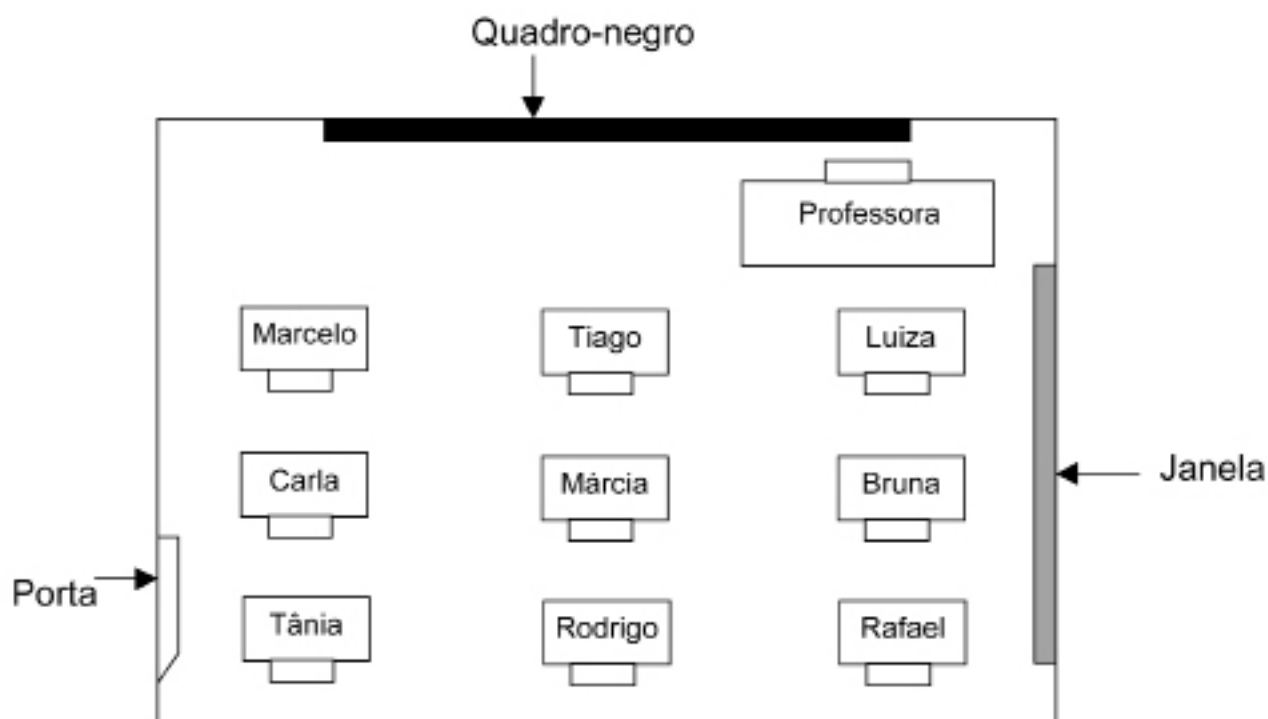 Quadro-negro
Professora
Marcelo
Tiago
Luiza
Carla
Márcia
Bruna
Janela
Porta
Tânia
Rodrigo
Rafael